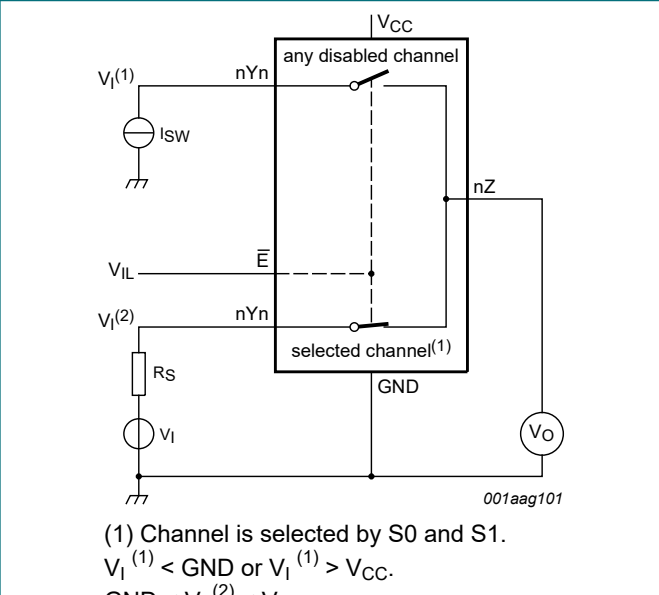 VCC
any disabled channel
VI(1)
nYn
ISW
nZ
E̅
VIL
VI(2)
nYn
selected channel(1)
RS
GND
VI
VO
001aag101
(1) Channel is selected by S0 and S1.
VI (1) < GND or VI (1) > VCC.